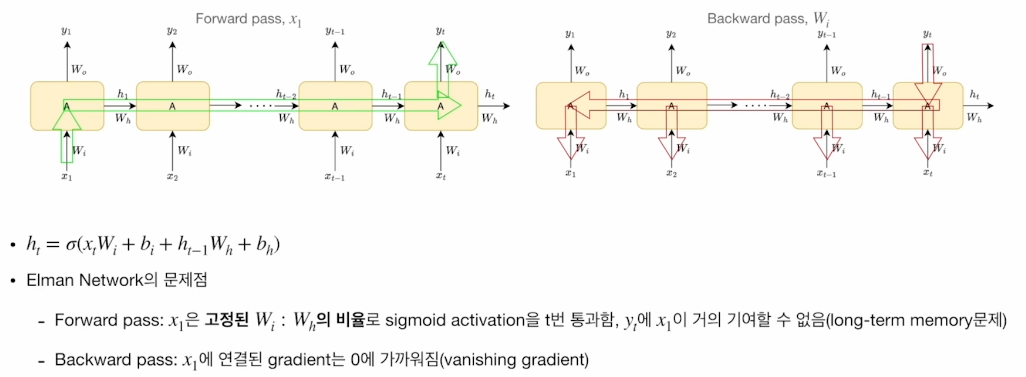 Forward pass, x₁
Backward pass, Wᵢ
y₁ y₂ yₜ₋₁ yₜ
y₁ y₂ yₜ₋₁ yₜ
Wₒ Wₒ Wₒ Wₒ
Wₒ Wₒ Wₒ Wₒ
A h₁ A hₜ₋₂ A hₜ₋₁ A hₜ
A h₁ A hₜ₋₂ A hₜ₋₁ A hₜ
Wₕ Wₕ Wₕ Wₕ
Wₕ Wₕ Wₕ Wₕ
Wᵢ Wᵢ Wᵢ Wᵢ
Wᵢ Wᵢ Wᵢ Wᵢ
x₁ x₂ xₜ₋₁ xₜ
x₁ x₂ xₜ₋₁ xₜ
• hₜ = σ(xₜWᵢ + bᵢ + hₜ₋₁Wₕ + bₕ)
• Elman Network의 문제점
- Forward pass: x₁은 고정된 Wᵢ : Wₕ의 비율로 sigmoid activation을 t번 통과함, yₜ에 x₁이 거의 기여할 수 없음(long-term memory문제)
- Backward pass: x₁에 연결된 gradient는 0에 가까워짐(vanishing gradient)